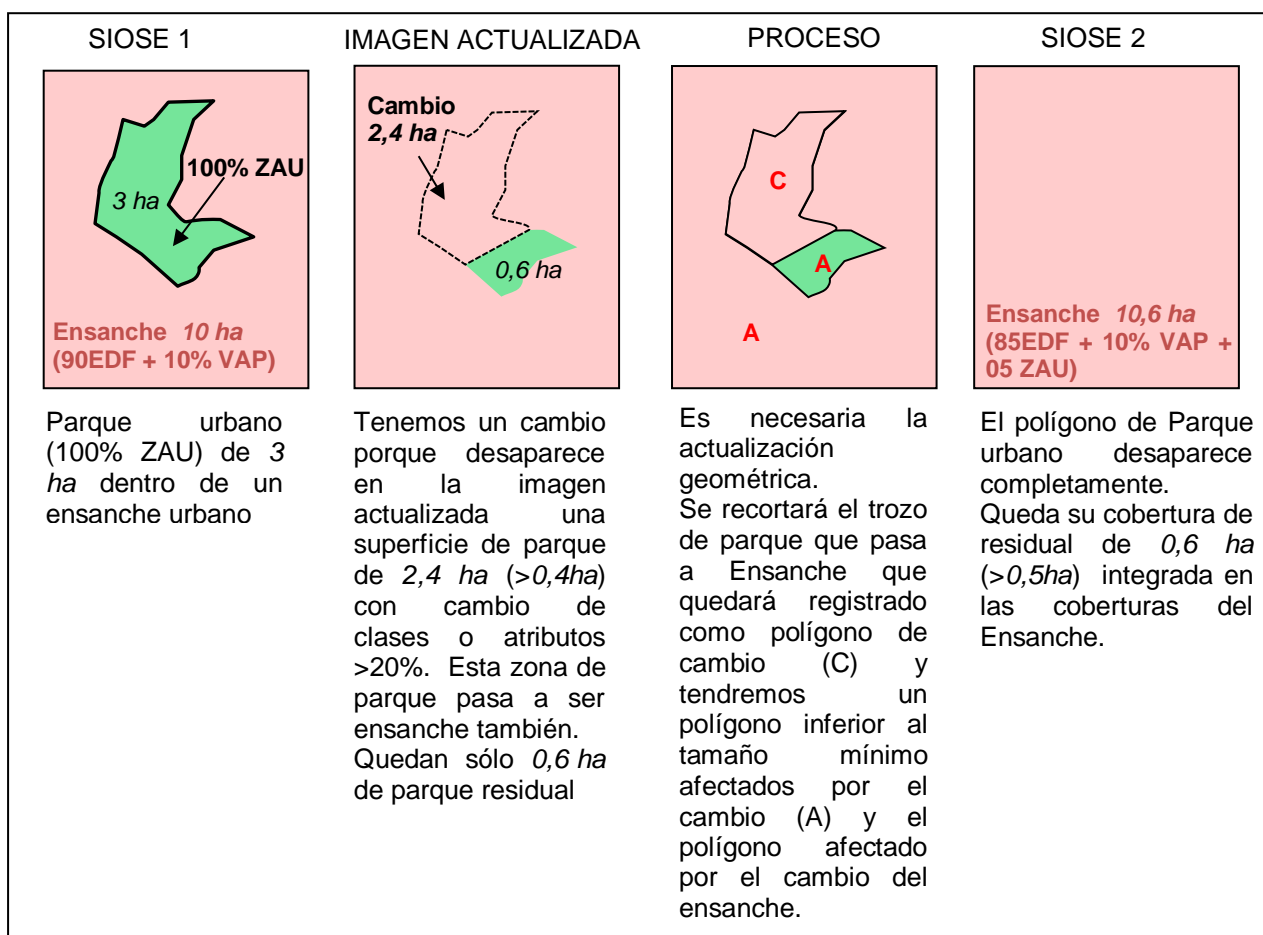 SIOSE 1
IMAGEN ACTUALIZADA
PROCESO
SIOSE 2
100% ZAU
3 ha
Ensanche 10 ha
(90EDF + 10% VAP)
Cambio
2,4 ha
0,6 ha
C
A
A
Ensanche 10,6 ha
(85EDF + 10% VAP +
05 ZAU)
Parque urbano
(100% ZAU) de 3
ha dentro de un
ensanche urbano
Tenemos un cambio
porque desaparece
en la imagen
actualizada una
superficie de parque
de 2,4 ha (>0,4ha)
con cambio de
clases o atributos
>20%. Esta zona de
parque pasa a ser
ensanche también.
Quedan sólo 0,6 ha
de parque residual
Es necesaria la
actualización
geométrica.
Se recortará el trozo
de parque que pasa
a Ensanche que
quedará registrado
como polígono de
cambio (C) y
tendremos un
polígono inferior al
tamaño mínimo
afectados por el
cambio (A) y el
polígono afectado
por el cambio del
ensanche.
El polígono de Parque
urbano desaparece
completamente.
Queda su cobertura de
residual de 0,6 ha
(>0,5ha) integrada en
las coberturas del
Ensanche.